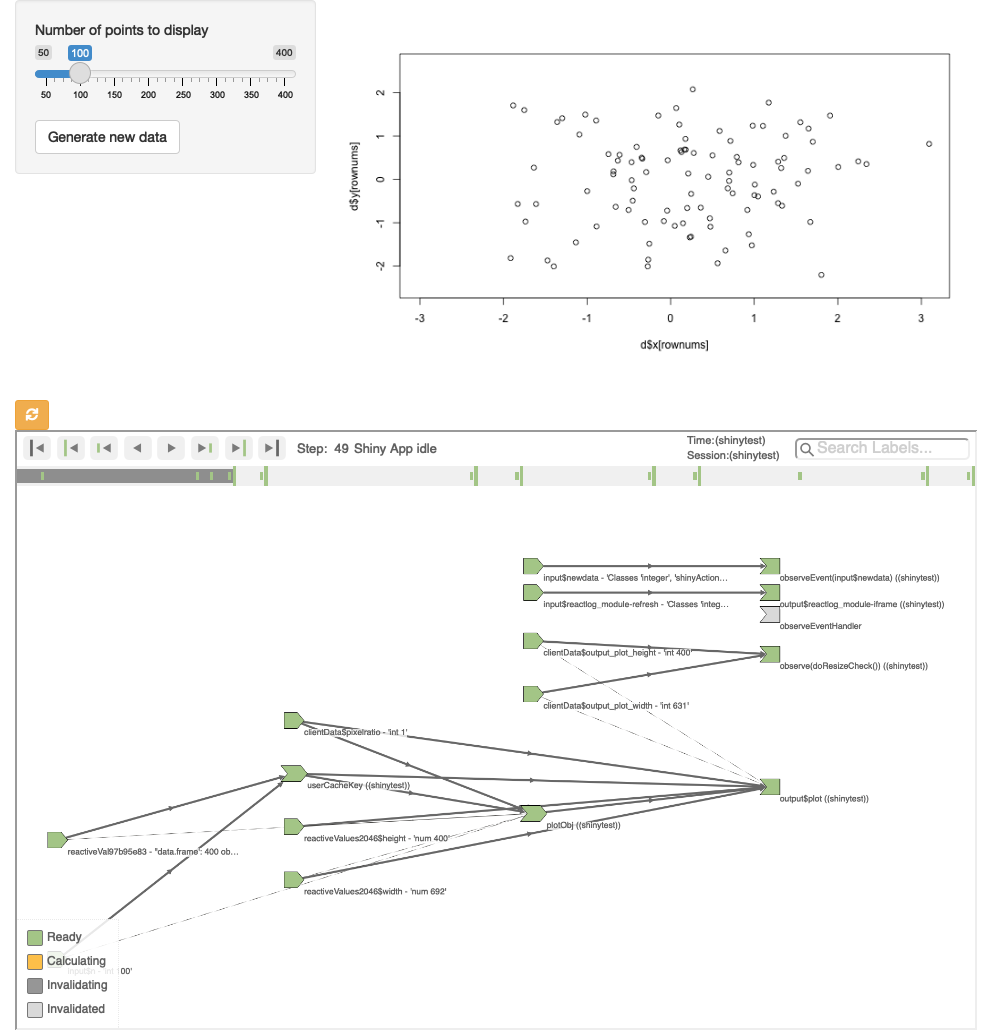 Number of points to display
50 100 400
50 100 150 200 250 300 350 400
Generate new data
d$y[rownums]
2
1
0
-1
-2
-3 -2 -1 0 1 2 3
d$x[rownums]
Step: 49 Shiny App idle
Time:(shinytest)
Session:(shinytest)
Search Labels...
input$newdata - 'Classes 'integer', 'shinyAction...
observeEvent(input$newdata) ((shinytest))
input$reactlog_module-refresh - 'Classes 'integ...
output$reactlog_module-iframe ((shinytest))
observeEventHandler
clientData$output_plot_height - 'int 400'
observe(doResizeCheck()) ((shinytest))
clientData$output_plot_width - 'int 631'
clientData$pixelratio - 'int 1'
userCacheKey ((shinytest))
output$plot ((shinytest))
plotObj ((shinytest))
reactiveValues2046$height - 'num 400'
reactiveVal97b95e83 - "data.frame': 400 ob...
reactiveValues2046$width - 'num 692'
Ready
Calculating
input$n - int 100'
Invalidating
Invalidated